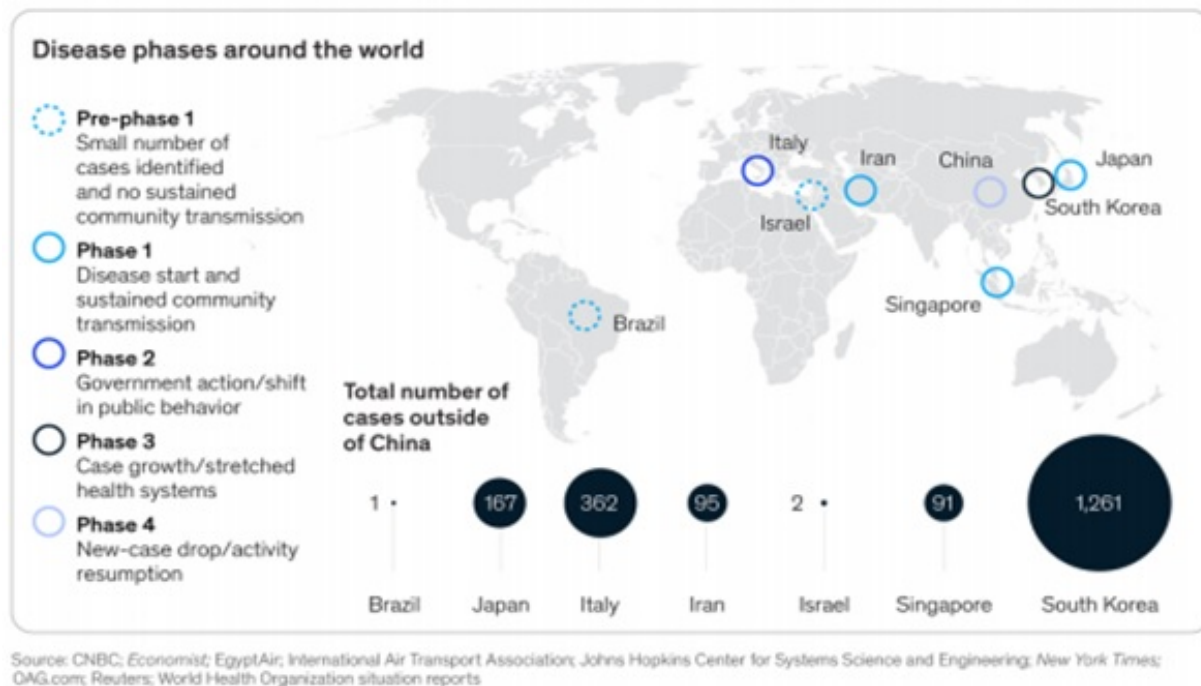 Disease phases around the world
Pre-phase 1
Small number of
cases identified
and no sustained
community transmission
Phase 1
Disease start and
sustained community
transmission
Phase 2
Government action/shift
in public behavior
Phase 3
Case growth/stretched
health systems
Phase 4
New-case drop/activity
resumption
Italy
Iran
China
Japan
Israel
South Korea
Singapore
Brazil
Total number of
cases outside
of China
1 167 362 95 2 91 1,261
Brazil Japan Italy Iran Israel Singapore South Korea
Source: CNBC; Economist; EgyptAir; International Air Transport Association; Johns Hopkins Center for Systems Science and Engineering; New York Times;
OAG.com; Reuters; World Health Organization situation reports